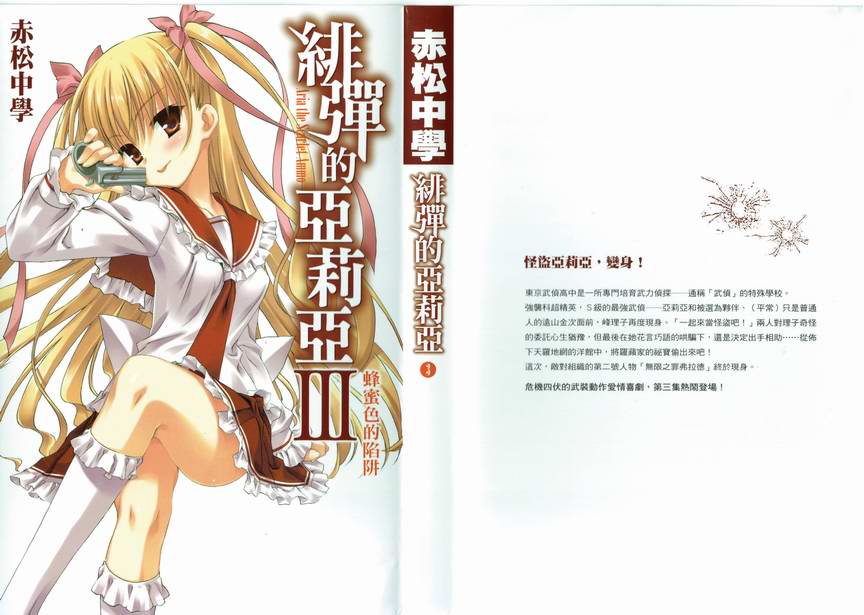 赤松中學
緋彈的亞莉亞III
Aria the Scarlet Ammo
蜂蜜色的陷阱
赤松中學
緋彈的亞莉亞
3
怪盜亞莉亞,變身!
東京武偵高中是一所專門培育武力偵探——通稱「武偵」的特殊學校。
強襲科超精英,S級的最強武偵——亞莉亞和被選為夥伴,(平常)只是普通
人的遠山金次面前,峰理子再度現身。「一起來當怪盜吧!」兩人對理子奇怪
的委託心生猶豫,但最後在她花言巧語的哄騙下,還是決定出手相助……從佈
下天羅地網的洋館中,將羅蘋家的紹寶偷出來吧!
這次,敵對組織的第二號人物「無限之罪弗拉德」終於現身。
危機四伏的武裝動作愛情喜劇,第三集熱鬧登場!